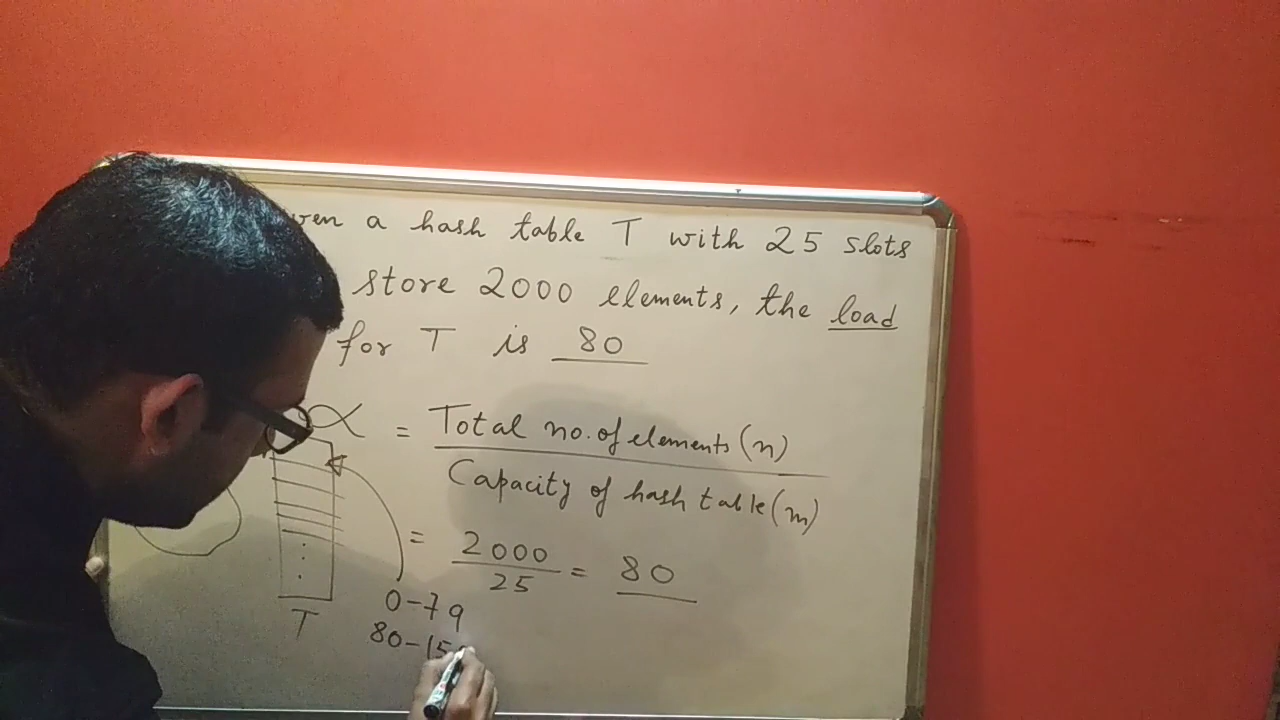 a hash table T with 25 slots
store 2000 elements, the load
for T is 80
α = Total no. of elements (n)
Capacity of hash table (m)
= 2000
25
= 80
0-79
80-15
T